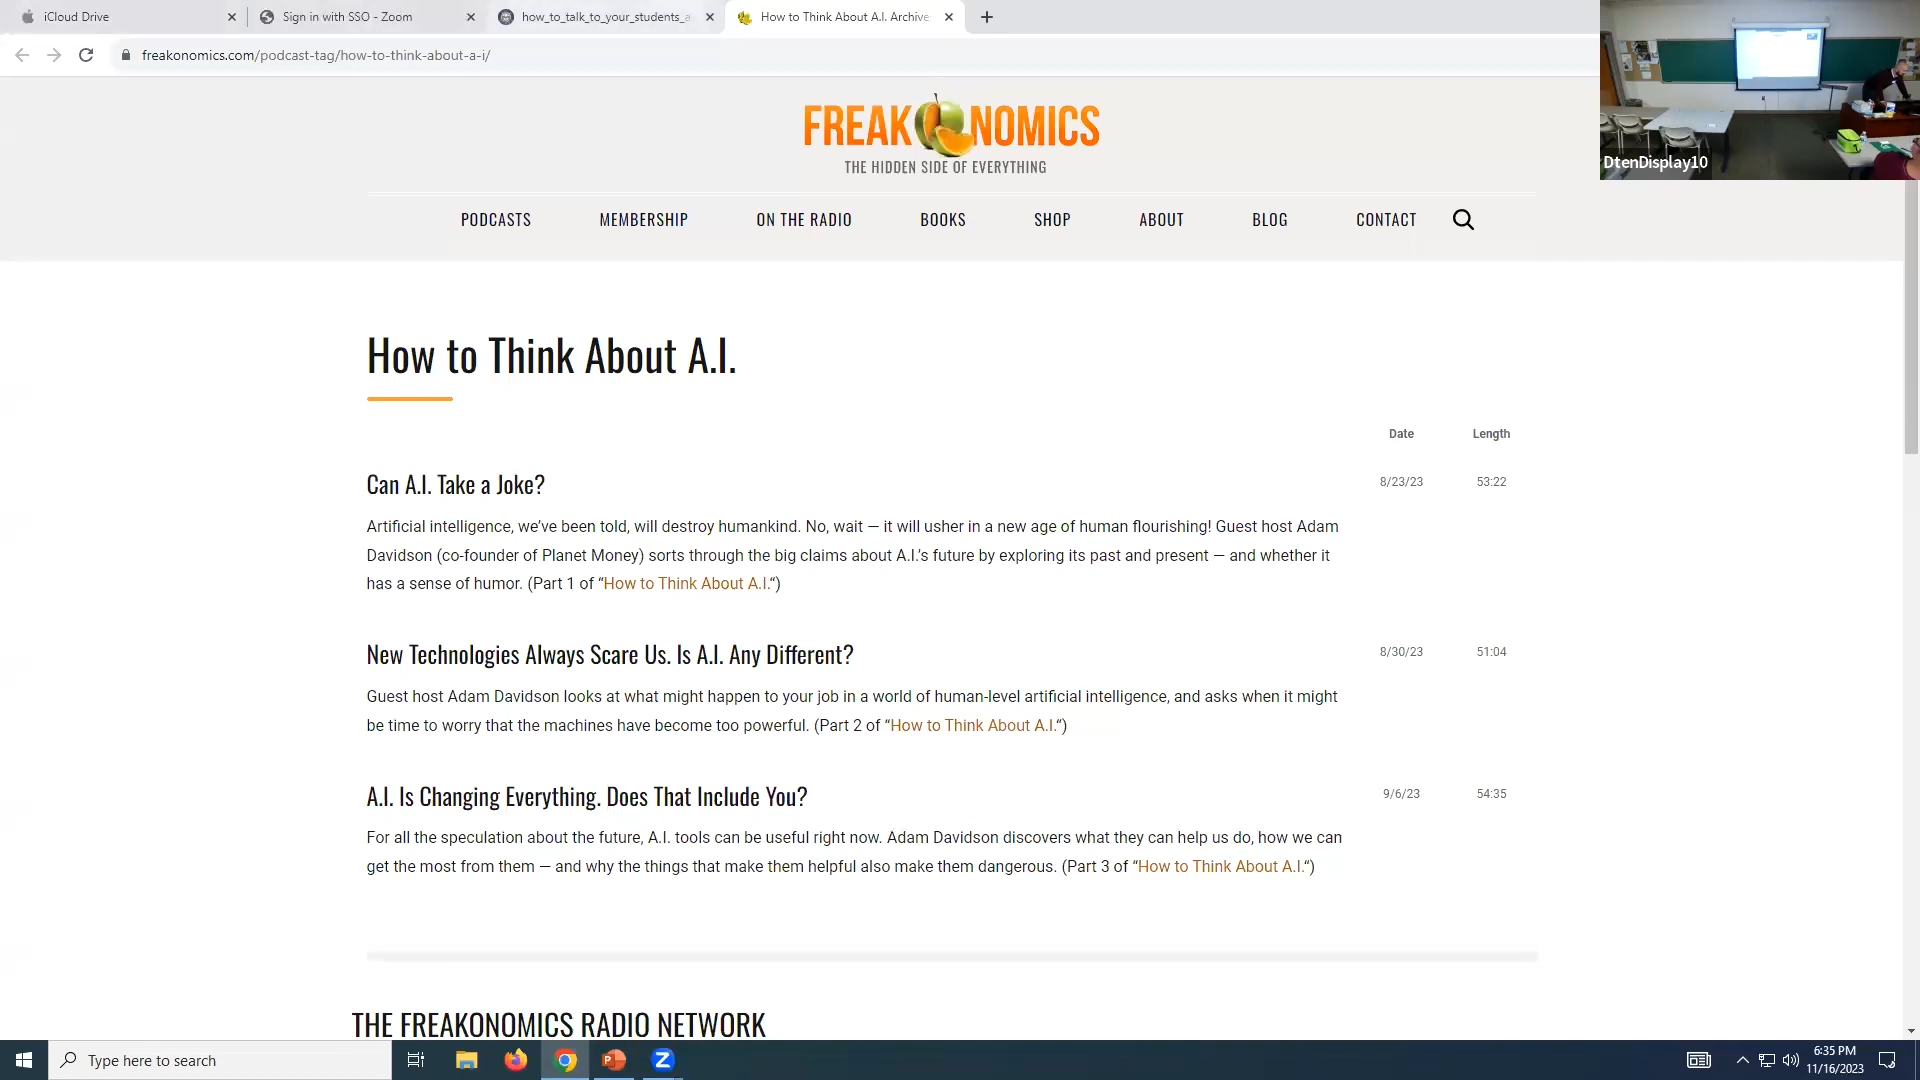 iCloud Drive
Sign in with SSO - Zoom
how_to_talk_to_your_students_a
How to Think About A.I. Archive
freakonomics.com/podcast-tag/how-to-think-about-a-i/
DtenDisplay10
FREAKONOMICS
THE HIDDEN SIDE OF EVERYTHING
PODCASTS MEMBERSHIP ON THE RADIO BOOKS SHOP ABOUT BLOG CONTACT
How to Think About A.I.
Date Length
Can A.I. Take a Joke? 8/23/23 53:22
Artificial intelligence, we’ve been told, will destroy humankind. No, wait — it will usher in a new age of human flourishing! Guest host Adam
Davidson (co-founder of Planet Money) sorts through the big claims about A.I.’s future by exploring its past and present — and whether it
has a sense of humor. (Part 1 of “How to Think About A.I.“)
New Technologies Always Scare Us. Is A.I. Any Different? 8/30/23 51:04
Guest host Adam Davidson looks at what might happen to your job in a world of human-level artificial intelligence, and asks when it might
be time to worry that the machines have become too powerful. (Part 2 of “How to Think About A.I.“)
A.I. Is Changing Everything. Does That Include You? 9/6/23 54:35
For all the speculation about the future, A.I. tools can be useful right now. Adam Davidson discovers what they can help us do, how we can
get the most from them — and why the things that make them helpful also make them dangerous. (Part 3 of “How to Think About A.I.“)
THE FREAKONOMICS RADIO NETWORK
Type here to search
6:35 PM
11/16/2023